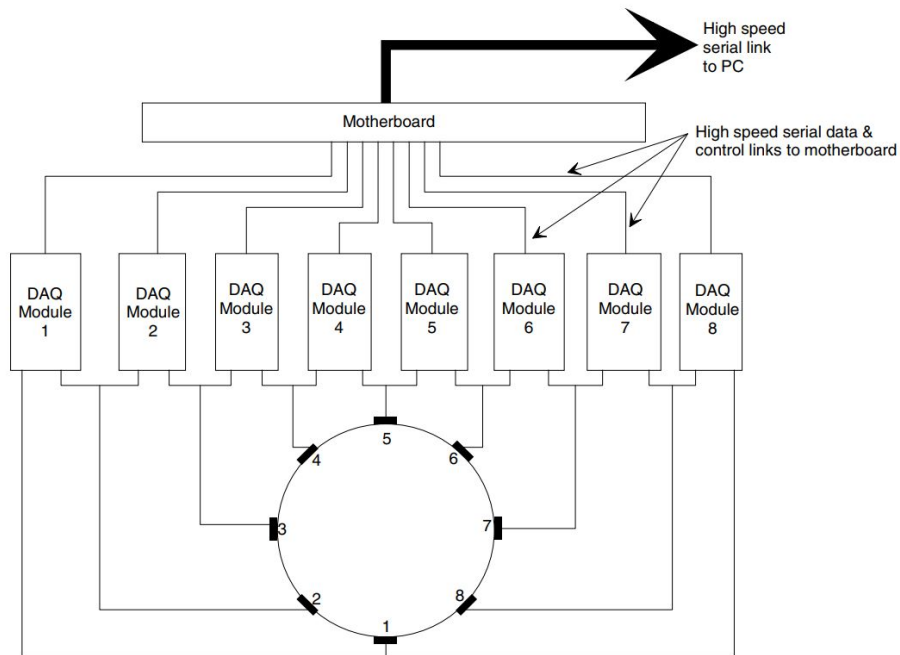 High speed
serial link
to PC
Motherboard
High speed serial data &
control links to motherboard
DAQ
Module
1
DAQ
Module
2
DAQ
Module
3
DAQ
Module
4
DAQ
Module
5
DAQ
Module
6
DAQ
Module
7
DAQ
Module
8
5
4
6
3
7
2
8
1